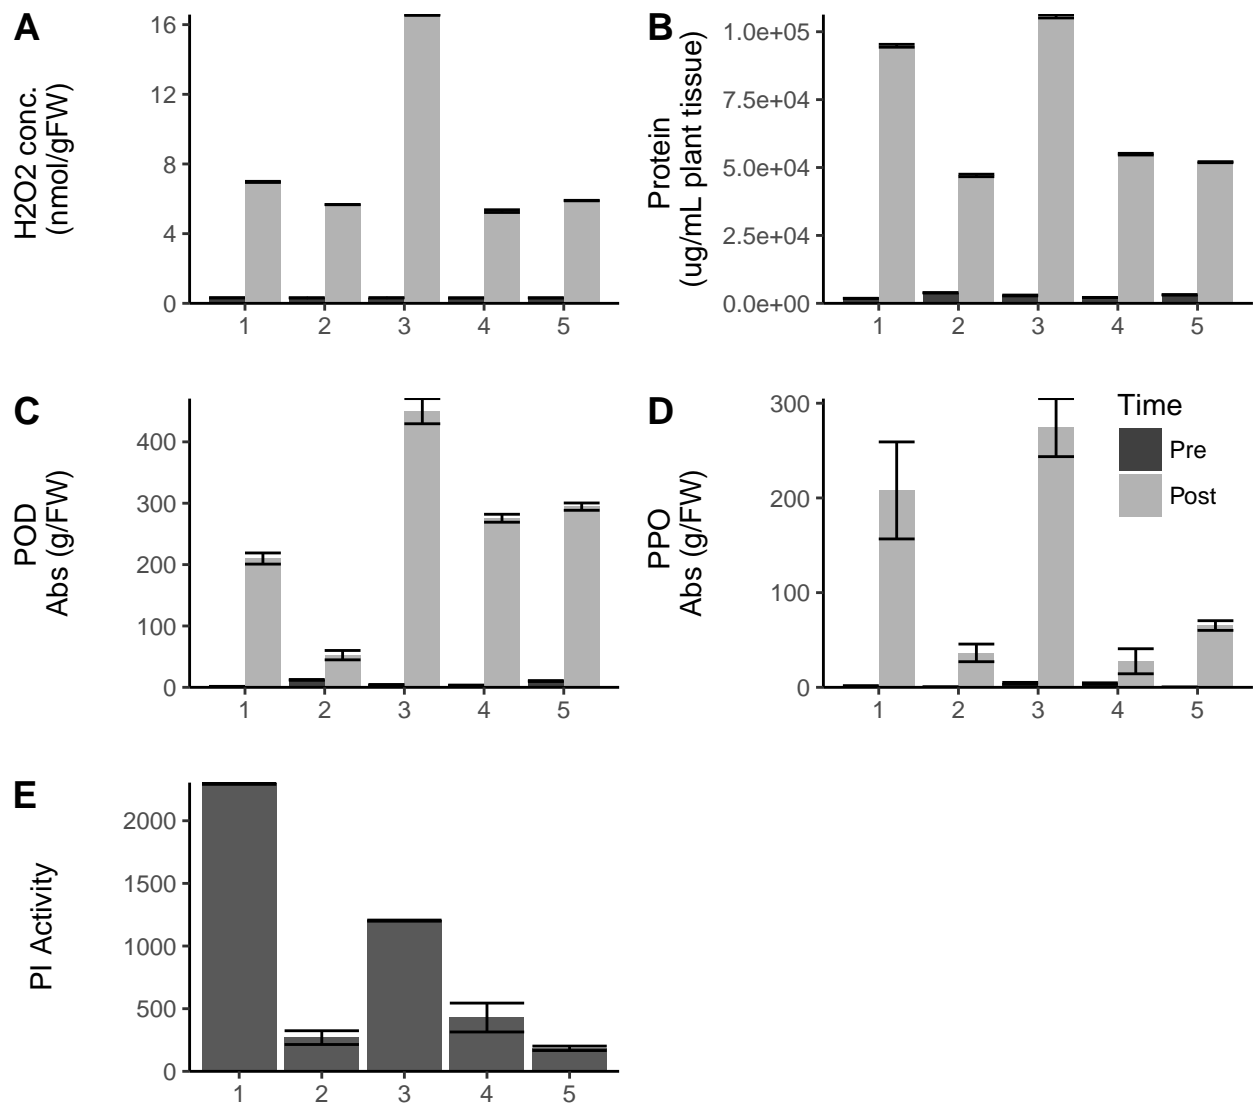 A
H2O2 conc.
(nmol/gFW)
16
12
8
4
0
1 2 3 4 5
B
Protein
(ug/mL plant tissue)
1.0e+05
7.5e+04
5.0e+04
2.5e+04
0.0e+00
1 2 3 4 5
C
POD
Abs (g/FW)
400
300
200
100
0
1 2 3 4 5
D
PPO
Abs (g/FW)
300
200
100
0
1 2 3 4 5
Time
Pre
Post
E
PI Activity
2000
1500
1000
500
0
1 2 3 4 5